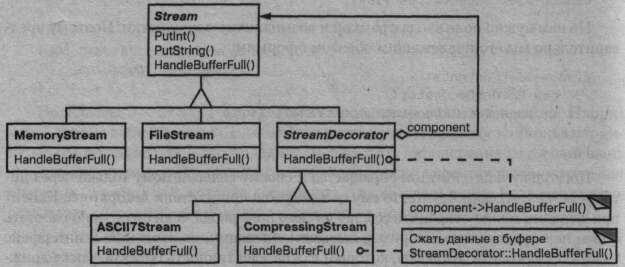 Stream
PutInt()
PutString()
HandleBufferFull()
MemoryStream
HandleBufferFull()
FileStream
HandleBufferFull()
StreamDecorator
HandleBufferFull()
component
component->HandleBufferFull()
ASCII7Stream
HandleBufferFull()
CompressingStream
HandleBufferFull()
Сжать данные в буфере
StreamDecorator::HandleBufferFull()